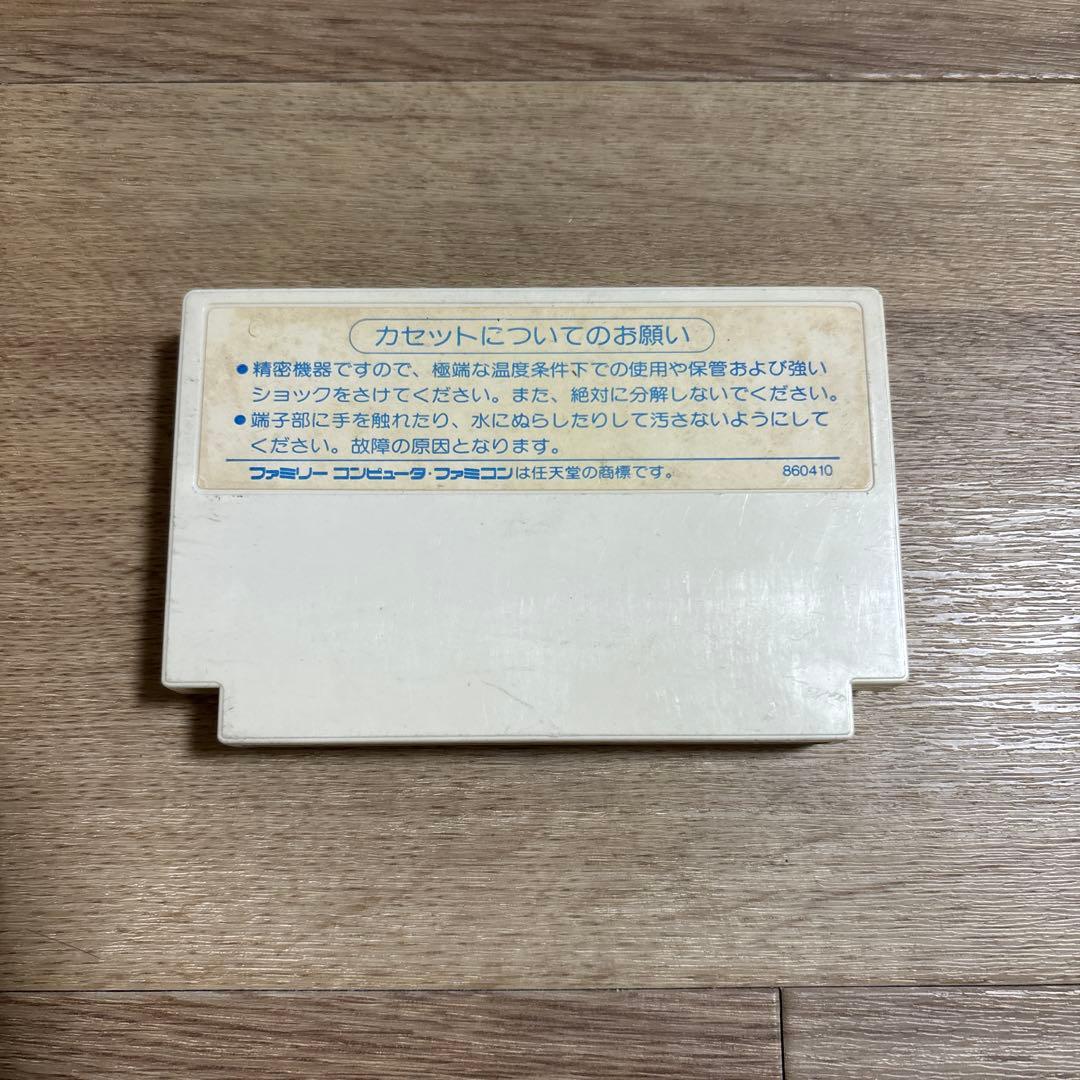 カセットについてのお願い
●精密機器ですので、極端な温度条件下での使用や保管および強い
ショックをさけてください。また、絶対に分解しないでください。
●端子部に手を触れたり、水にぬらしたりして汚さないようにして
ください。故障の原因となります。
ファミリー コンピュータ・ファミコンは任天堂の商標です。 860410